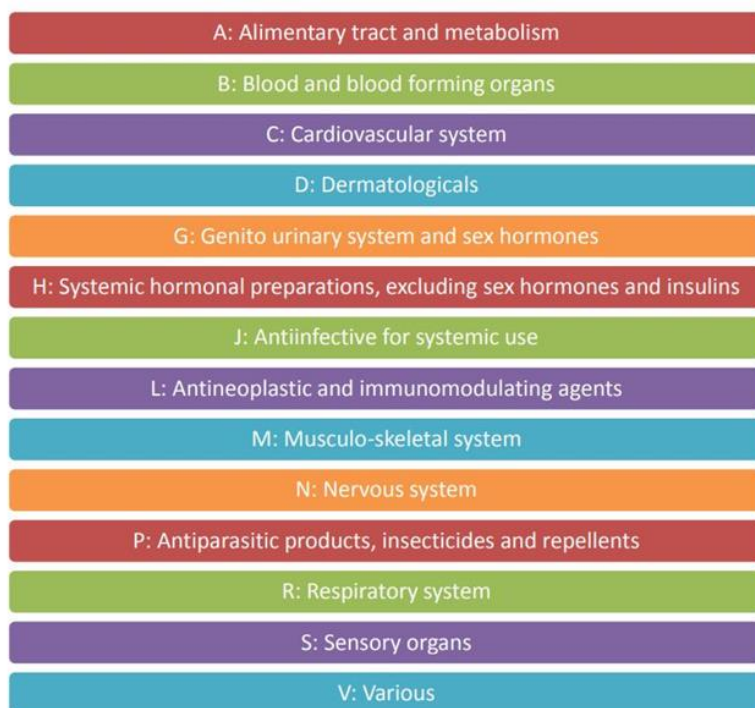 A: Alimentary tract and metabolism
B: Blood and blood forming organs
C: Cardiovascular system
D: Dermatologicals
G: Genito urinary system and sex hormones
H: Systemic hormonal preparations, excluding sex hormones and insulins
J: Antiinfective for systemic use
L: Antineoplastic and immunomodulating agents
M: Musculo-skeletal system
N: Nervous system
P: Antiparasitic products, insecticides and repellents
R: Respiratory system
S: Sensory organs
V: Various